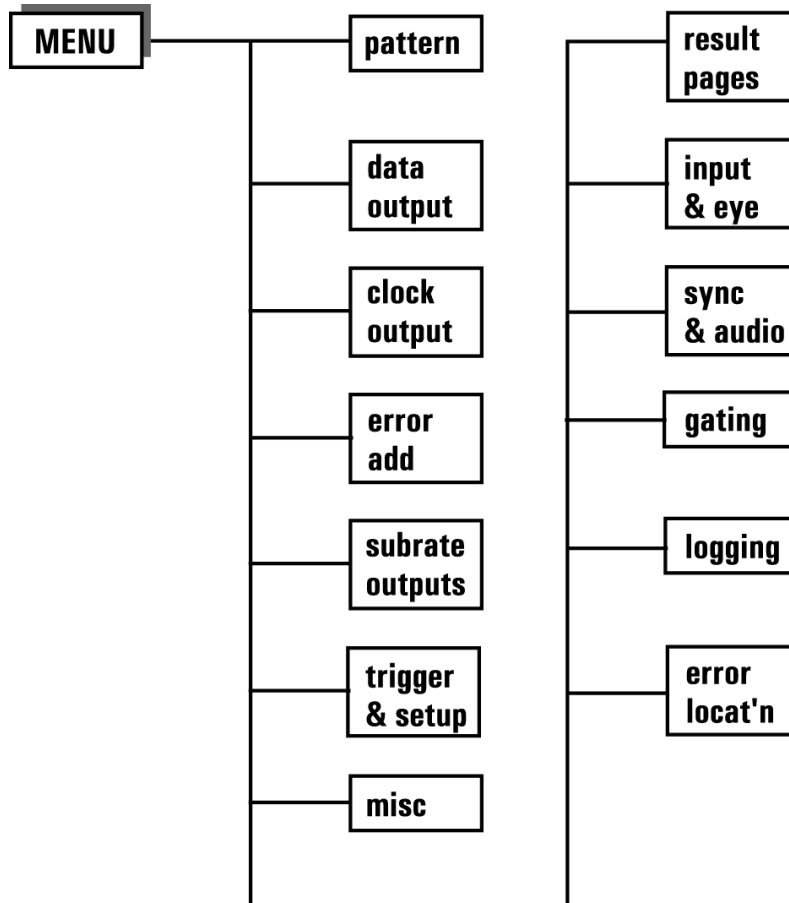 MENU
pattern
data
output
clock
output
error
add
subrate
outputs
trigger
& setup
misc
result
pages
input
& eye
sync
& audio
gating
logging
error
locat'n